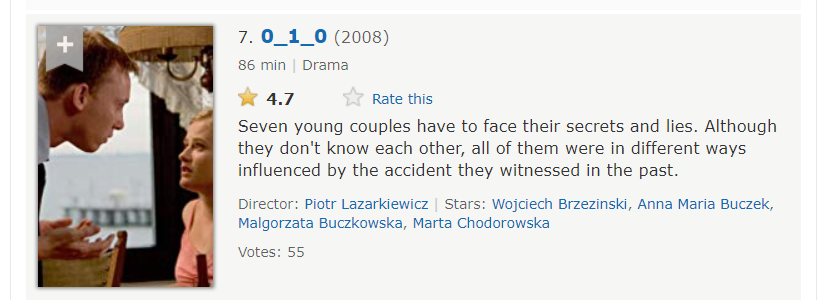 7. 0_1_0 (2008)
86 min | Drama
4.7 Rate this
Seven young couples have to face their secrets and lies. Although
they don't know each other, all of them were in different ways
influenced by the accident they witnessed in the past.
Director: Piotr Lazarkiewicz | Stars: Wojciech Brzezinski, Anna Maria Buczek,
Malgorzata Buczkowska, Marta Chodorowska
Votes: 55